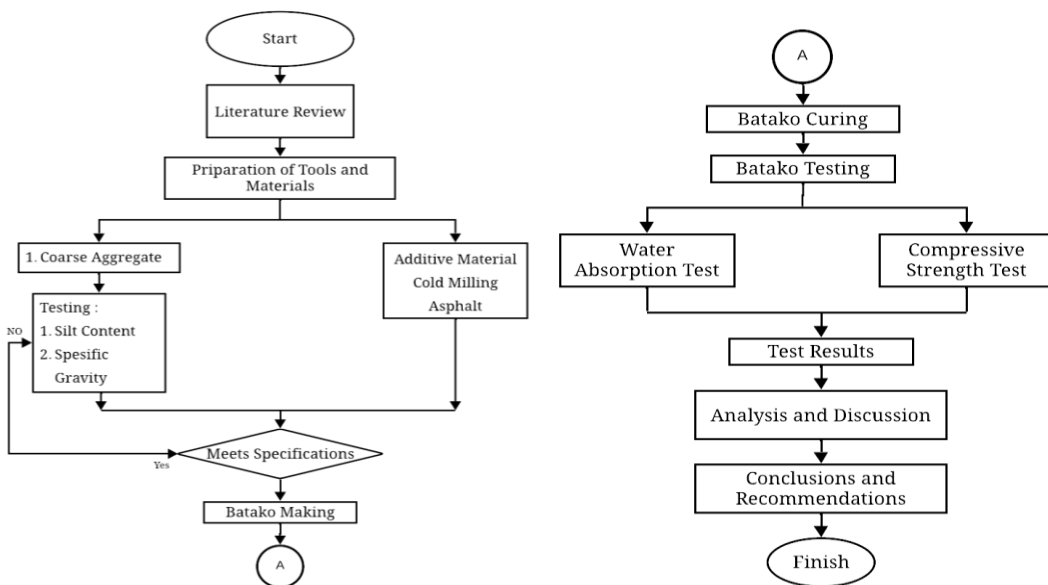 Start
Literature Review
Priparation of Tools and
Materials
1. Coarse Aggregate
Additive Material
Cold Milling
Asphalt
Testing :
1. Silt Content
2. Spesific
Gravity
NO
Meets Specifications
Yes
Batako Making
A
A
Batako Curing
Batako Testing
Water
Absorption Test
Compressive
Strength Test
Test Results
Analysis and Discussion
Conclusions and
Recommendations
Finish